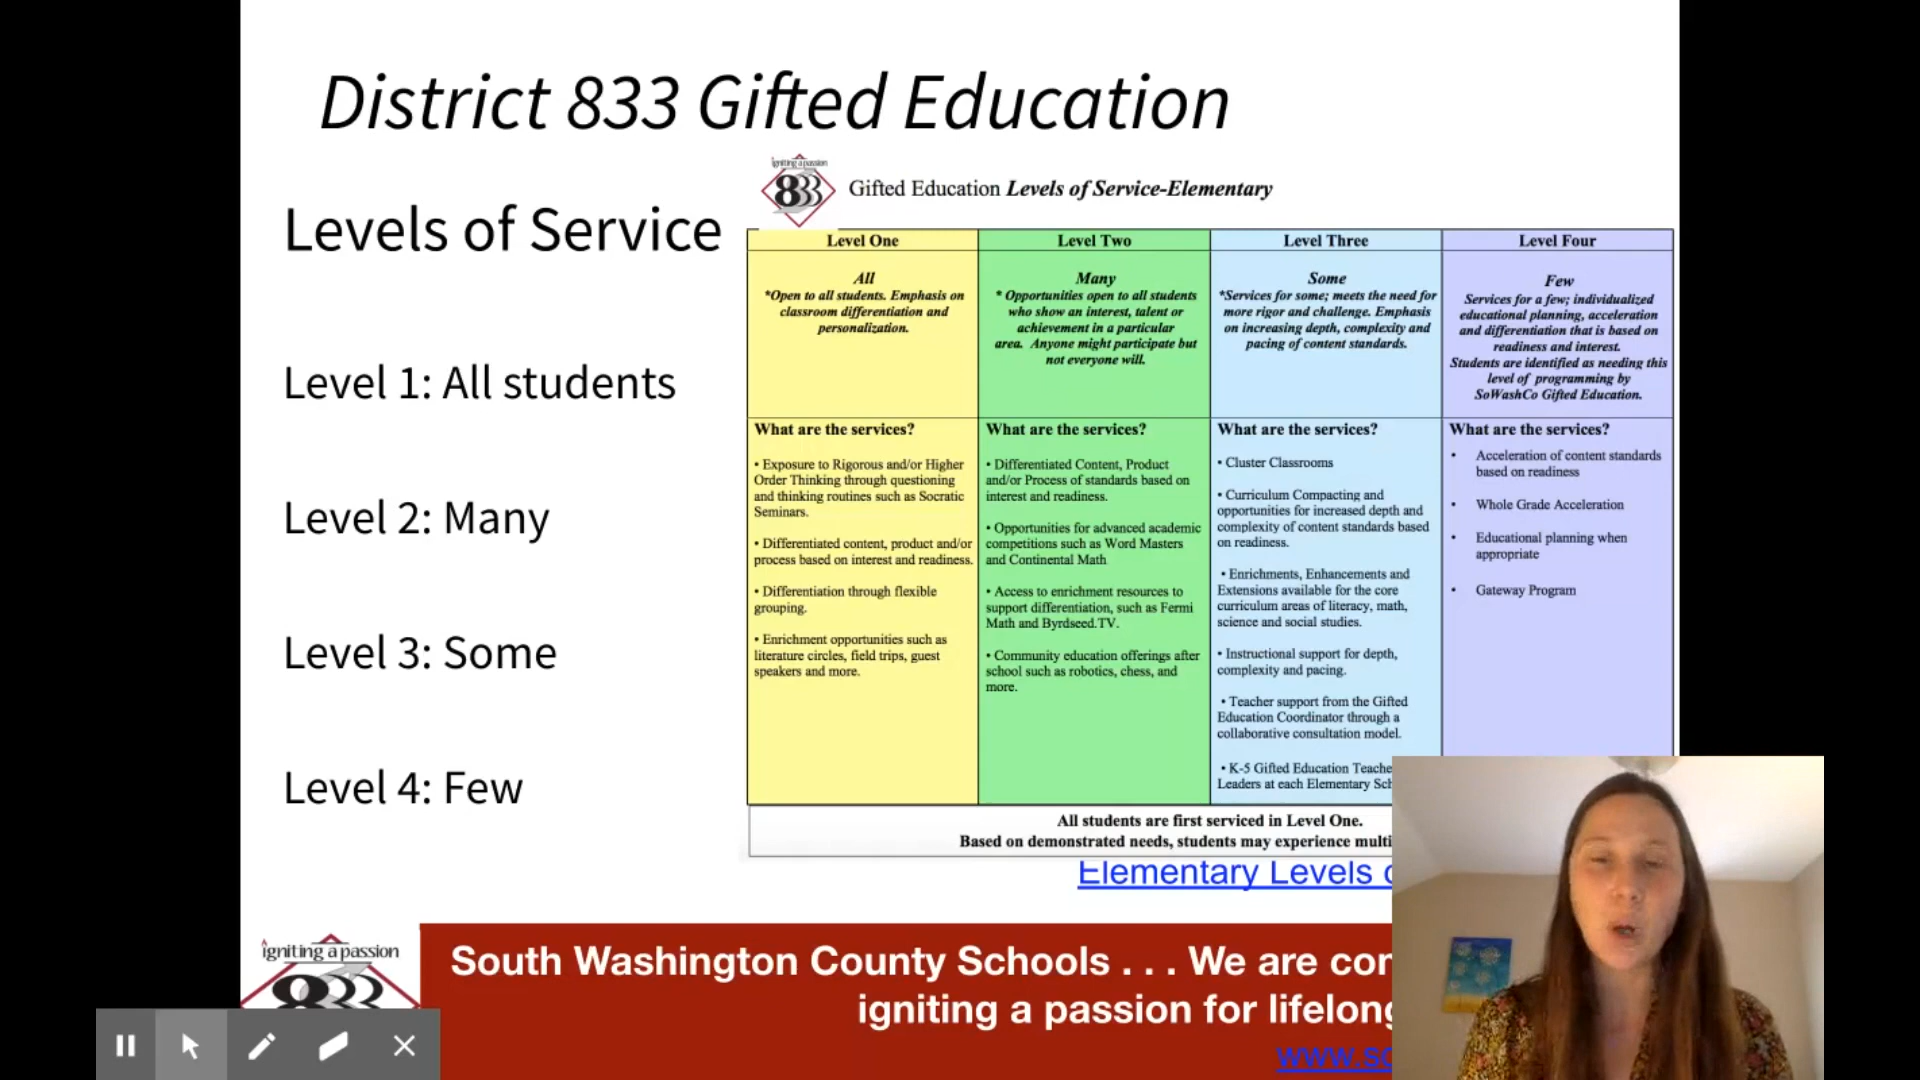 District 833 Gifted Education
Levels of Service
Level 1: All students
Level 2: Many
Level 3: Some
Level 4: Few
igniting a passion
833
Gifted Education Levels of Service-Elementary
Level One
All
*Open to all students. Emphasis on
classroom differentiation and
personalization.
What are the services?
• Exposure to Rigorous and/or Higher
Order Thinking through questioning
and thinking routines such as Socratic
Seminars.
• Differentiated content, product and/or
process based on interest and readiness.
• Differentiation through flexible
grouping.
• Enrichment opportunities such as
literature circles, field trips, guest
speakers and more.
Level Two
Many
* Opportunities open to all students
who show an interest, talent or
achievement in a particular
area. Anyone might participate but
not everyone will.
What are the services?
• Differentiated Content, Product
and/or Process of standards based on
interest and readiness.
• Opportunities for advanced academic
competitions such as Word Masters
and Continental Math
• Access to enrichment resources to
support differentiation, such as Fermi
Math and Byrdseed.TV.
• Community education offerings after
school such as robotics, chess, and
more.
Level Three
Some
*Services for some; meets the need for
more rigor and challenge. Emphasis
on increasing depth, complexity and
pacing of content standards.
What are the services?
• Cluster Classrooms
• Curriculum Compacting and
opportunities for increased depth and
complexity of content standards based
on readiness.
• Enrichments, Enhancements and
Extensions available for the core
curriculum areas of literacy, math,
science and social studies.
• Instructional support for depth,
complexity and pacing.
• Teacher support from the Gifted
Education Coordinator through a
collaborative consultation model.
• K-5 Gifted Education
Leaders at each Elementary
Level Four
Few
Services for a few; individualized
educational planning, acceleration
and differentiation that is based on
readiness and interest.
Students are identified as needing this
level of programming by
SoWashCo Gifted Education.
What are the services?
• Acceleration of content standards
based on readiness
• Whole Grade Acceleration
• Educational planning when
appropriate
• Gateway Program
All students are first serviced in Level One.
Based on demonstrated needs, students may experience
Elementary Levels
igniting a passion
833
South Washington County Schools . . . We are
igniting a passion for